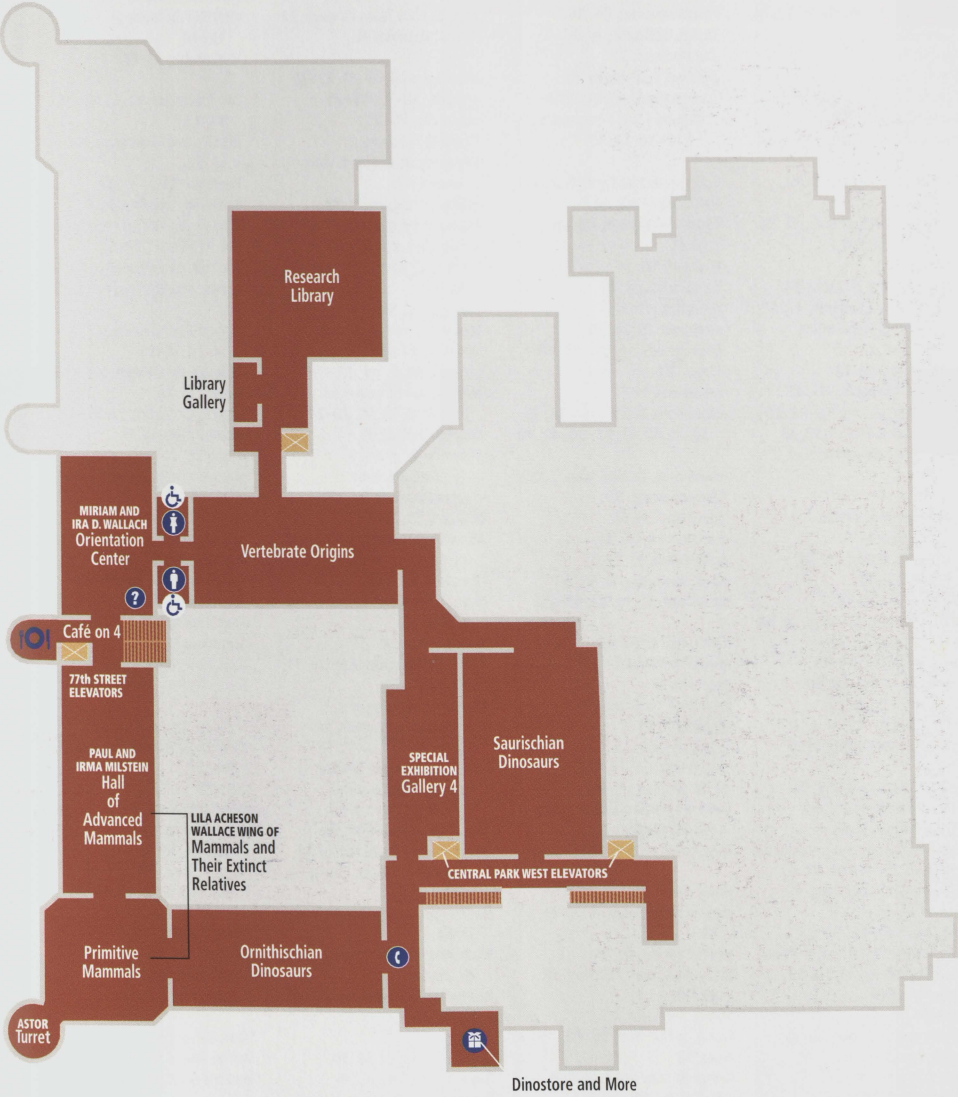 Research
Library
Library
Gallery
MIRIAM AND
IRA D. WALLACH
Orientation
Center
Vertebrate Origins
?
Café on 4
77th STREET
ELEVATORS
PAUL AND
IRMA MILSTEIN
Hall
of
Advanced
Mammals
SPECIAL
EXHIBITION
Gallery 4
Saurischian
Dinosaurs
LILA ACHESON
WALLACE WING OF
Mammals and
Their Extinct
Relatives
CENTRAL PARK WEST ELEVATORS
Primitive
Mammals
Ornithischian
Dinosaurs
ASTOR
Turret
Dinostore and More